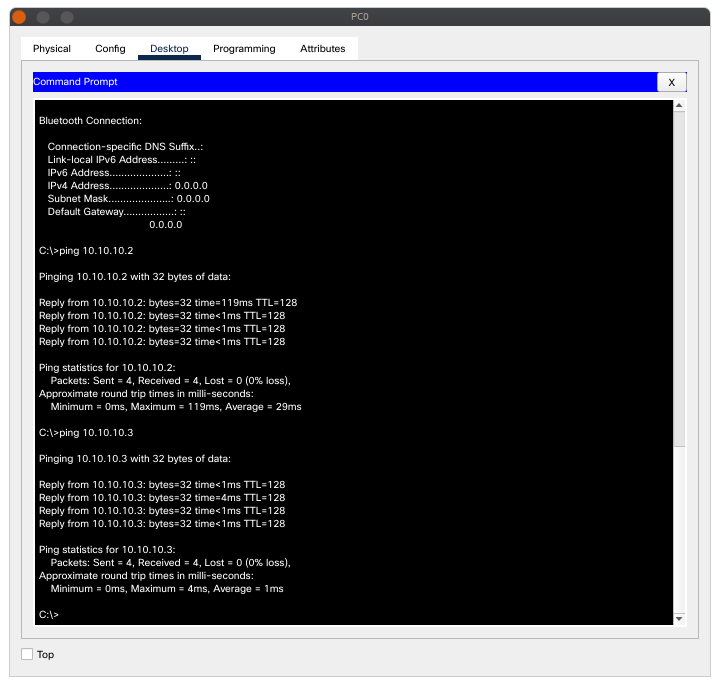 PC0
Physical Config Desktop Programming Attributes
Command Prompt
X
Bluetooth Connection:
Connection-specific DNS Suffix..:
Link-local IPv6 Address.........: ::
IPv6 Address....................: ::
IPv4 Address....................: 0.0.0.0
Subnet Mask.....................: 0.0.0.0
Default Gateway.................: ::
0.0.0.0
C:\>ping 10.10.10.2
Pinging 10.10.10.2 with 32 bytes of data:
Reply from 10.10.10.2: bytes=32 time=119ms TTL=128
Reply from 10.10.10.2: bytes=32 time<1ms TTL=128
Reply from 10.10.10.2: bytes=32 time<1ms TTL=128
Reply from 10.10.10.2: bytes=32 time<1ms TTL=128
Ping statistics for 10.10.10.2:
Packets: Sent = 4, Received = 4, Lost = 0 (0% loss),
Approximate round trip times in milli-seconds:
Minimum = 0ms, Maximum = 119ms, Average = 29ms
C:\>ping 10.10.10.3
Pinging 10.10.10.3 with 32 bytes of data:
Reply from 10.10.10.3: bytes=32 time<1ms TTL=128
Reply from 10.10.10.3: bytes=32 time=4ms TTL=128
Reply from 10.10.10.3: bytes=32 time<1ms TTL=128
Reply from 10.10.10.3: bytes=32 time<1ms TTL=128
Ping statistics for 10.10.10.3:
Packets: Sent = 4, Received = 4, Lost = 0 (0% loss),
Approximate round trip times in milli-seconds:
Minimum = 0ms, Maximum = 4ms, Average = 1ms
C:\>
Top